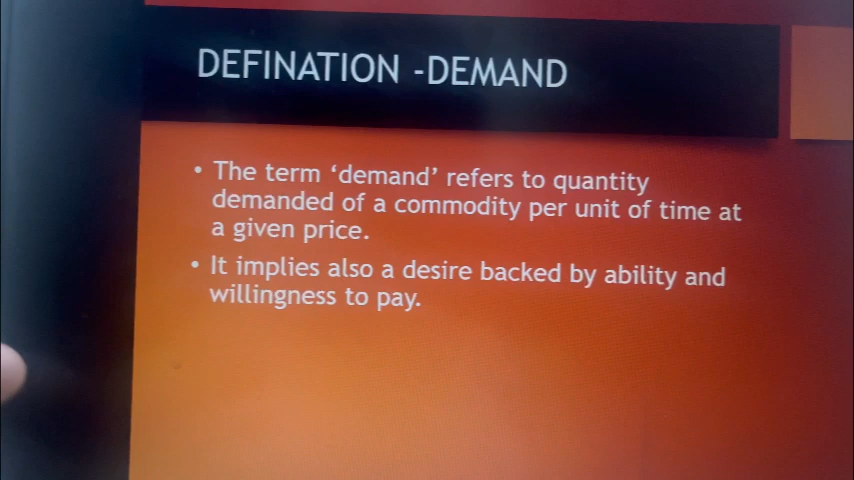 DEFINATION -DEMAND
• The term ‘demand’ refers to quantity
demanded of a commodity per unit of time at
a given price.
• It implies also a desire backed by ability and
willingness to pay.